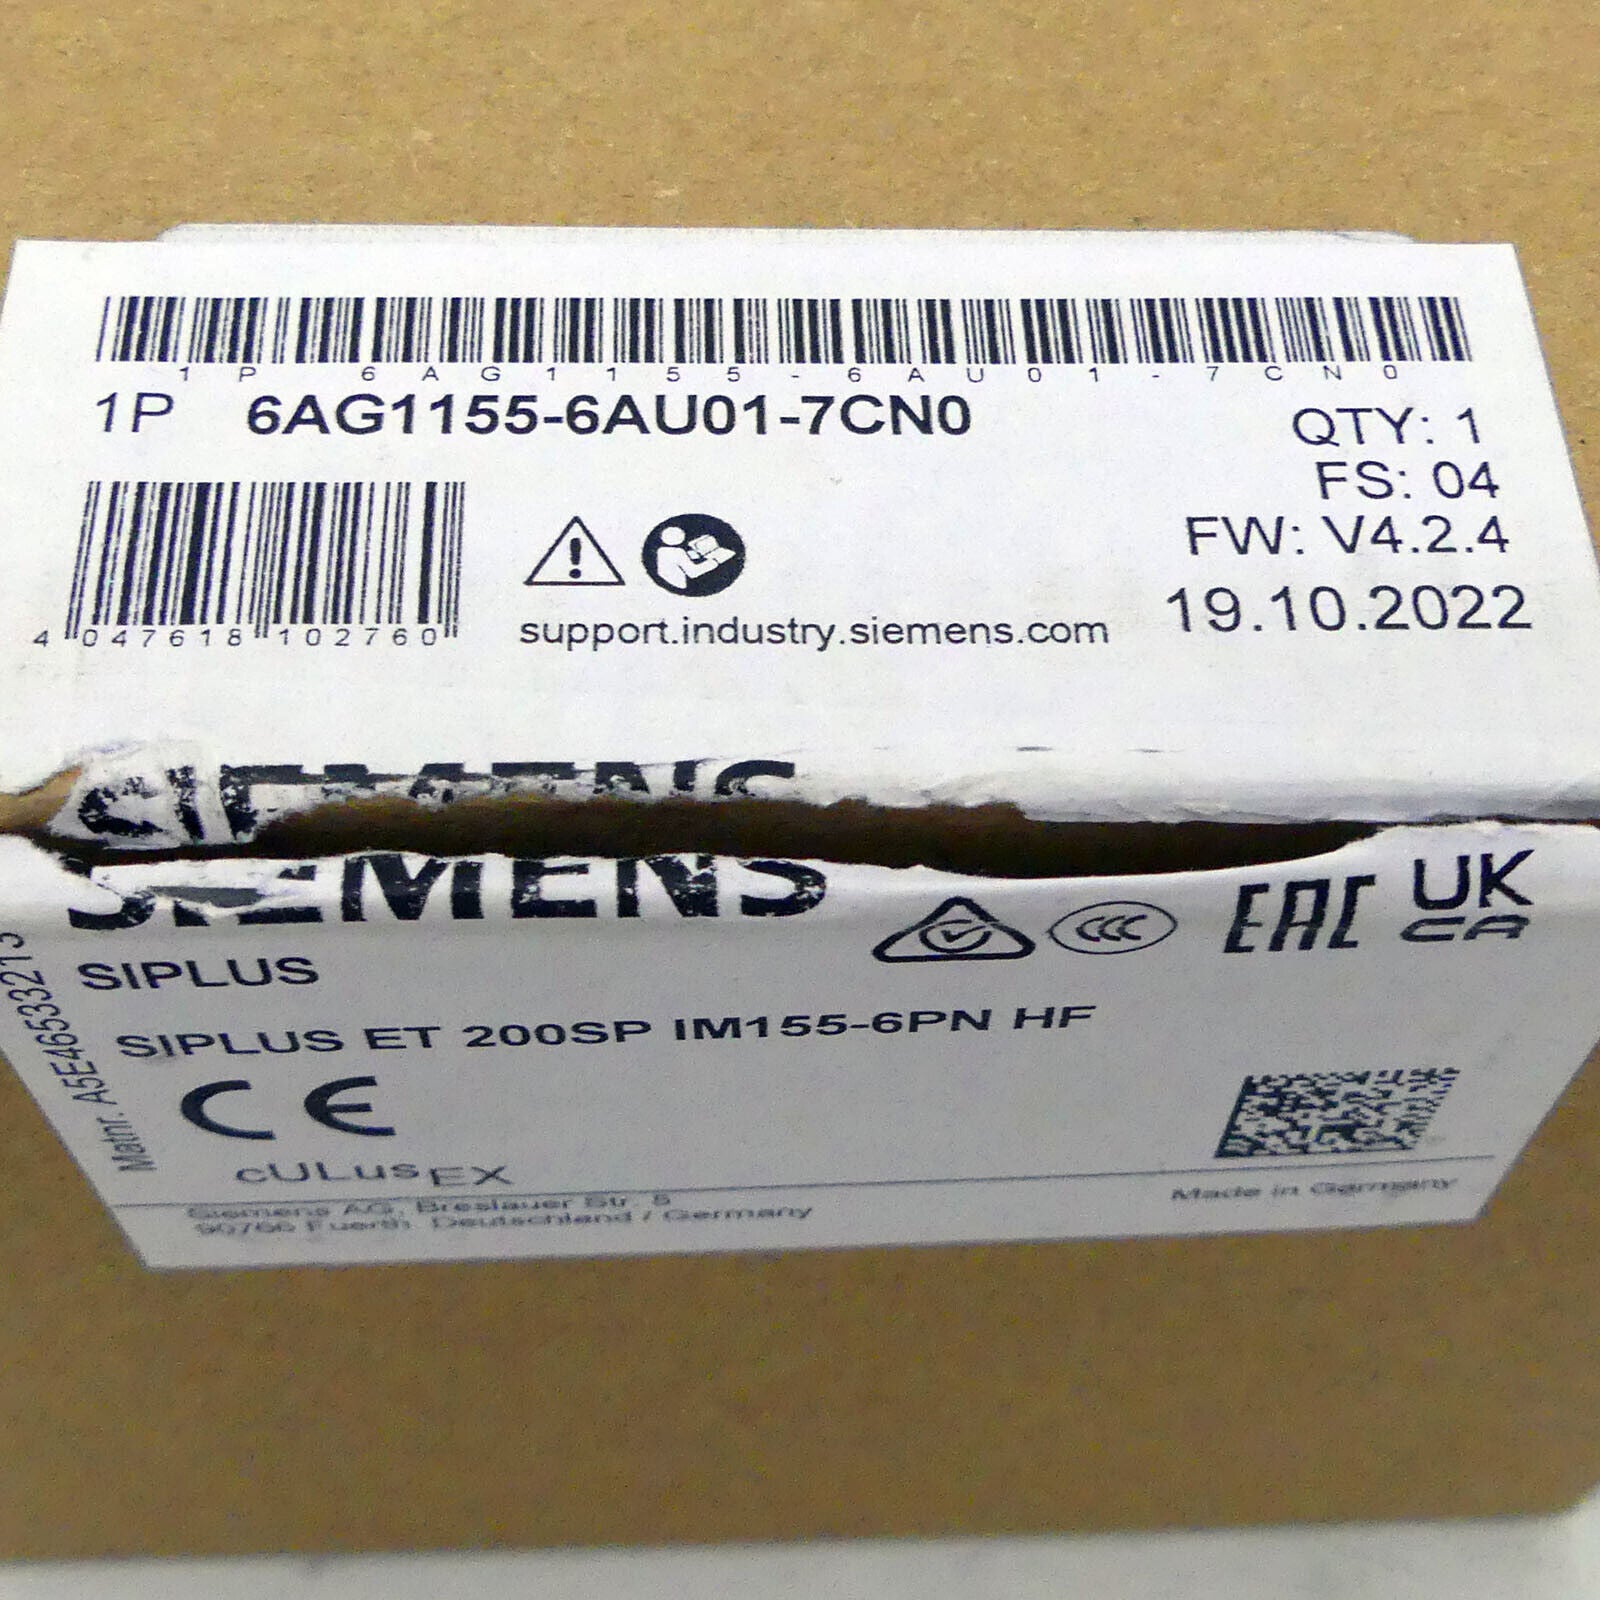 1P 6AG1155-6AU01-7CN0
1P 6AG1155-6AU01-7CN0
QTY: 1
FS: 04
FW: V4.2.4
19.10.2022
4 047618 102760
support.industry.siemens.com
SIEMENS
SIEMENS
EAC
UK
CA
SIPLUS
SIPLUS ET 200SP IM155-6PN HF
Matnr. A5E46533213
CE
cULus EX
Siemens AG, Breslauer Str. 5
90766 Fuerth Deutschland / Germany
Made in Germany